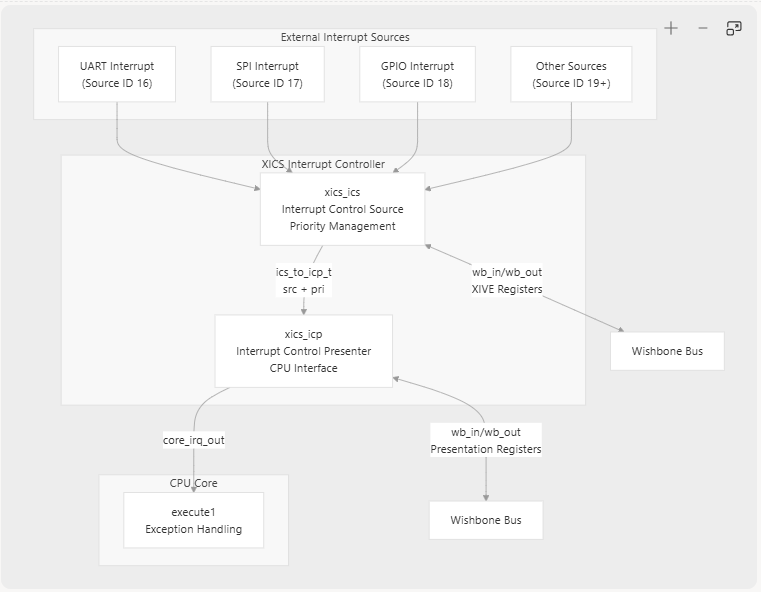 External Interrupt Sources
UART Interrupt
(Source ID 16)
SPI Interrupt
(Source ID 17)
GPIO Interrupt
(Source ID 18)
Other Sources
(Source ID 19+)
XICS Interrupt Controller
xics_ics
Interrupt Control Source
Priority Management
ics_to_icp_t
src + pri
wb_in/wb_out
XIVE Registers
xics_icp
Interrupt Control Presenter
CPU Interface
Wishbone Bus
core_irq_out
wb_in/wb_out
Presentation Registers
CPU Core
execute1
Exception Handling
Wishbone Bus